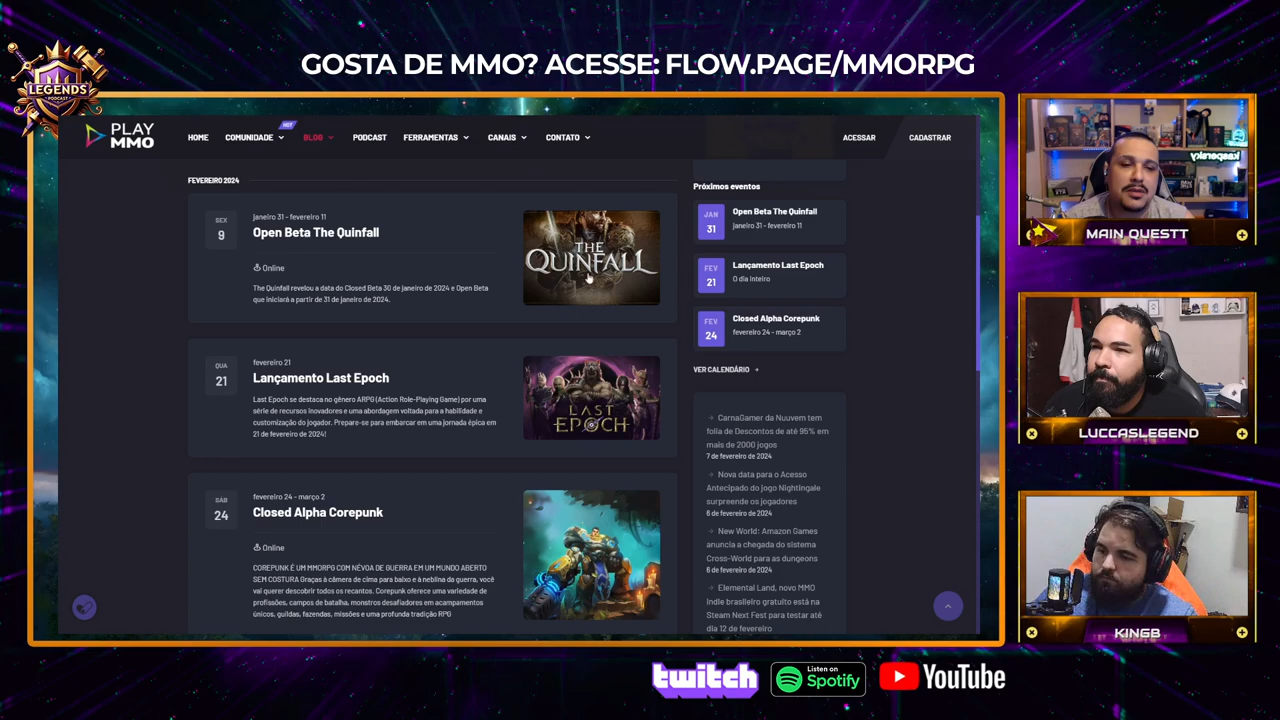 GOSTA DE MMO? ACESSE: FLOW.PAGE/MMORPG
LEGENDS
PODCAST
PLAY
MMO
HOME
COMUNIDADE
HOT
BLOG
PODCAST
FERRAMENTAS
CANAIS
CONTATO
ACESSAR
CADASTRAR
FEVEREIRO 2024
SEX
9
janeiro 31 - fevereiro 11
Open Beta The Quinfall
Online
The Quinfall revelou a data do Closed Beta 30 de janeiro de 2024 e Open Beta
que iniciará a partir de 31 de janeiro de 2024.
THE
QUINFALL
QUA
21
fevereiro 21
Lançamento Last Epoch
Last Epoch se destaca no gênero ARPG (Action Role-Playing Game) por uma
série de recursos inovadores e uma abordagem voltada para a habilidade e
customização do jogador. Prepare-se para embarcar em uma jornada épica em
21 de fevereiro de 2024!
LAST
EPOCH
SÁB
24
fevereiro 24 - março 2
Closed Alpha Corepunk
Online
COREPUNK É UM MMORPG COM NÉVOA DE GUERRA EM UM MUNDO ABERTO
SEM COSTURA Graças à câmera de cima para baixo e à neblina da guerra, você
vai querer descobrir todos os recantos. Corepunk oferece uma variedade de
profissões, campos de batalha, monstros desafiadores em acampamentos
únicos, guildas, fazendas, missões e uma profunda tradição RPG
Próximos eventos
JAN
31
Open Beta The Quinfall
janeiro 31 - fevereiro 11
FEV
21
Lançamento Last Epoch
O dia inteiro
FEV
24
Closed Alpha Corepunk
fevereiro 24 - março 2
VER CALENDÁRIO +
CarnaGamer da Nuuvem tem
folia de Descontos de até 95% em
mais de 2000 jogos
7 de fevereiro de 2024
Nova data para o Acesso
Antecipado do jogo Nightingale
surpreende os jogadores
6 de fevereiro de 2024
New World: Amazon Games
anuncia a chegada do sistema
Cross-World para as dungeons
6 de fevereiro de 2024
Elemental Land, novo MMO
Indie brasileiro gratuito está na
Steam Next Fest para testar até
dia 12 de fevereiro
kaspersky
MAIN QUESTT
LUCCASLEGEND
KINGB
twitch
Listen on
Spotify
YouTube